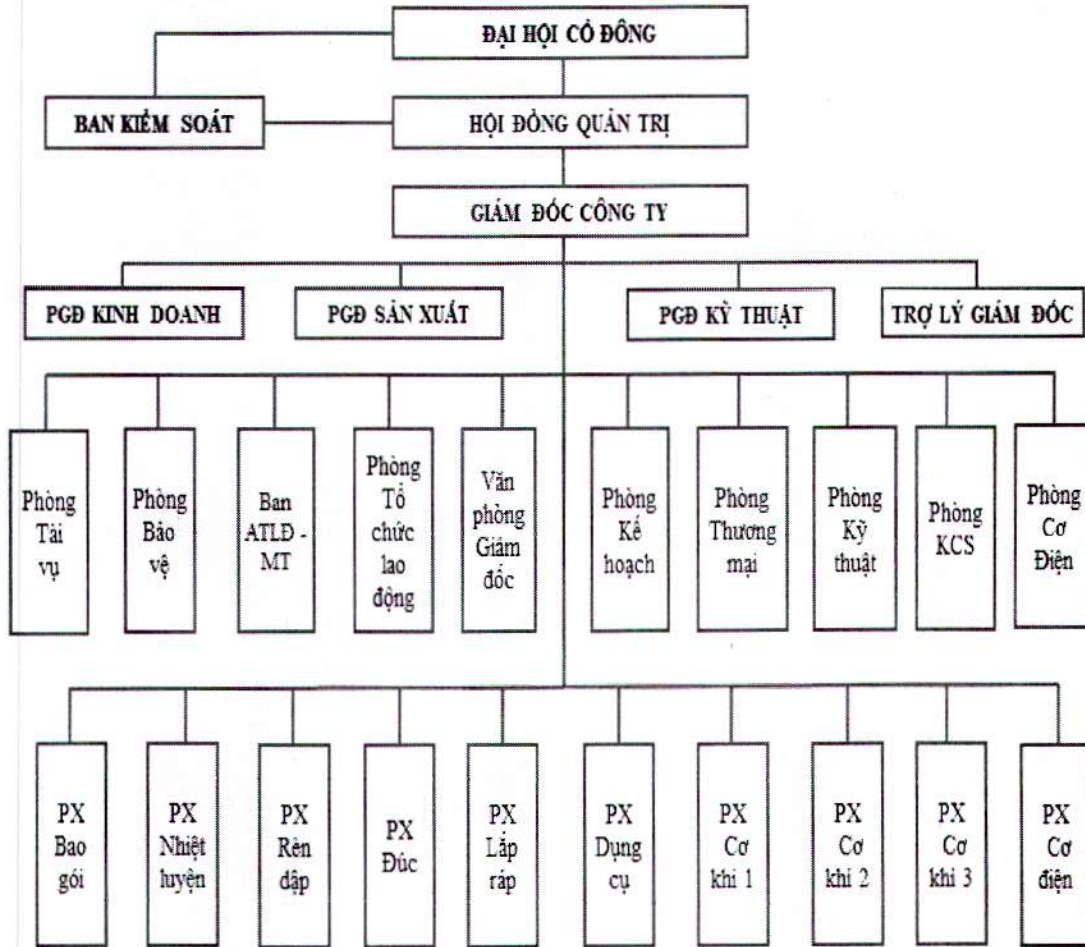 ĐẠI HỘI CỔ ĐÔNG
BAN KIỂM SOÁT
HỘI ĐỒNG QUẢN TRỊ
GIÁM ĐỐC CÔNG TY
PGĐ KINH DOANH
PGĐ SẢN XUẤT
PGĐ KỸ THUẬT
TRỢ LÝ GIÁM ĐỐC
Phòng
Tài
vụ
Phòng
Bảo
vệ
Ban
ATLĐ -
MT
Phòng
Tổ
chức
lao
động
Văn
phòng
Giám
đốc
Phòng
Kế
hoạch
Phòng
Thương
mại
Phòng
Kỹ
thuật
Phòng
KCS
Phòng
Cơ
Điện
PX
Bao
gói
PX
Nhiệt
luyện
PX
Rèn
dập
PX
Đúc
PX
Lắp
ráp
PX
Dụng
cụ
PX
Cơ
khí 1
PX
Cơ
khí 2
PX
Cơ
khí 3
PX
Cơ
điện